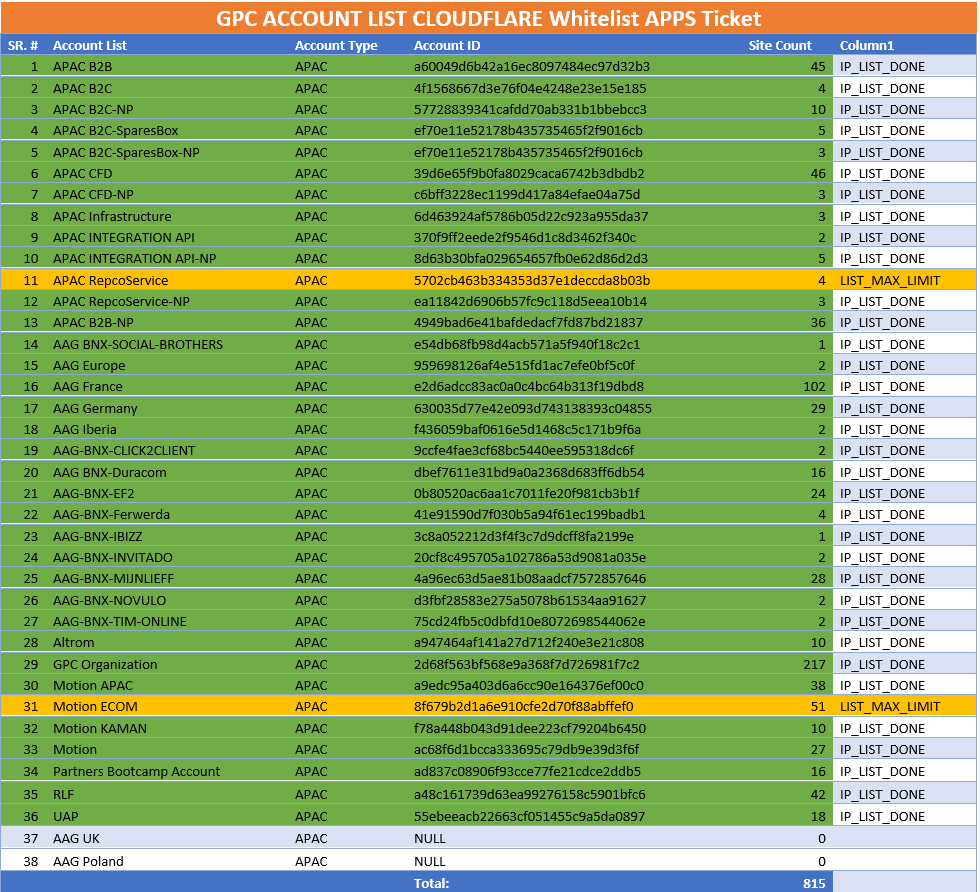 GPC ACCOUNT LIST CLOUDFLARE Whitelist APPS Ticket
SR. # Account List Account Type Account ID Site Count Column1
1 APAC B2B APAC a60049d6b42a16ec8097484ec97d32b3 45 IP_LIST_DONE
2 APAC B2C APAC 4f1568667d3e76f04e4248e23e15e185 4 IP_LIST_DONE
3 APAC B2C-NP APAC 57728839341cafdd70ab331b1bbebcc3 10 IP_LIST_DONE
4 APAC B2C-SparesBox APAC ef70e11e52178b435735465f2f9016cb 5 IP_LIST_DONE
5 APAC B2C-SparesBox-NP APAC ef70e11e52178b435735465f2f9016cb 3 IP_LIST_DONE
6 APAC CFD APAC 39d6e65f9b0fa8029caca6742b3dbdb2 46 IP_LIST_DONE
7 APAC CFD-NP APAC c6bff3228ec1199d417a84efae04a75d 3 IP_LIST_DONE
8 APAC Infrastructure APAC 6d463924af5786b05d22c923a955da37 3 IP_LIST_DONE
9 APAC INTEGRATION API APAC 370f9ff2eede2f9546d1c8d3462f340c 2 IP_LIST_DONE
10 APAC INTEGRATION API-NP APAC 8d63b30bfa029654657fb0e62d86d2d3 5 IP_LIST_DONE
11 APAC RepcoService APAC 5702cb463b334353d37e1deccda8b03b 4 LIST_MAX_LIMIT
12 APAC RepcoService-NP APAC ea11842d6906b57fc9c118d5eea10b14 3 IP_LIST_DONE
13 APAC B2B-NP APAC 4949bad6e41bafdedacf7fd87bd21837 36 IP_LIST_DONE
14 AAG BNX-SOCIAL-BROTHERS APAC e54db68fb98d4acb571a5f940f18c2c1 1 IP_LIST_DONE
15 AAG Europe APAC 959698126af4e515fd1ac7efe0bf5c0f 2 IP_LIST_DONE
16 AAG France APAC e2d6adcc83ac0a0c4bc64b313f19dbd8 102 IP_LIST_DONE
17 AAG Germany APAC 630035d77e42e093d743138393c04855 29 IP_LIST_DONE
18 AAG Iberia APAC f436059baf0616e5d1468c5c171b9f6a 2 IP_LIST_DONE
19 AAG-BNX-CLICK2CLIENT APAC 9ccfe4fae3cf68bc5440ee595318dc6f 2 IP_LIST_DONE
20 AAG BNX-Duracom APAC dbef7611e31bd9a0a2368d683ff6db54 16 IP_LIST_DONE
21 AAG-BNX-EF2 APAC 0b80520ac6aa1c7011fe20f981cb3b1f 24 IP_LIST_DONE
22 AAG-BNX-Ferwerda APAC 41e91590d7f030b5a94f61ec199badb1 4 IP_LIST_DONE
23 AAG-BNX-IBIZZ APAC 3c8a052212d3f4f3c7d9dcff8fa2199e 1 IP_LIST_DONE
24 AAG-BNX-INVITADO APAC 20cf8c495705a102786a53d9081a035e 2 IP_LIST_DONE
25 AAG-BNX-MIJNLIEFF APAC 4a96ec63d5ae81b08aadcf7572857646 28 IP_LIST_DONE
26 AAG-BNX-NOVULO APAC d3fbf28583e275a5078b61534aa91627 2 IP_LIST_DONE
27 AAG-BNX-TIM-ONLINE APAC 75cd24fb5c0dbfd10e8072698544062e 2 IP_LIST_DONE
28 Altrom APAC a947464af141a27d712f240e3e21c808 10 IP_LIST_DONE
29 GPC Organization APAC 2d68f563bf568e9a368f7d726981f7c2 217 IP_LIST_DONE
30 Motion APAC APAC a9edc95a403d6a6cc90e164376ef00c0 38 IP_LIST_DONE
31 Motion ECOM APAC 8f679b2d1a6e910cfe2d70f88abffef0 51 LIST_MAX_LIMIT
32 Motion KAMAN APAC f78a448b043d91dee223cf79204b6450 10 IP_LIST_DONE
33 Motion APAC ac68f6d1bcca333695c79db9e39d3f6f 27 IP_LIST_DONE
34 Partners Bootcamp Account APAC ad837c08906f93cce77fe21cdce2ddb5 16 IP_LIST_DONE
35 RLF APAC a48c161739d63ea99276158c5901bfc6 42 IP_LIST_DONE
36 UAP APAC 55ebeeacb22663cf051455c9a5da0897 18 IP_LIST_DONE
37 AAG UK APAC NULL 0
38 AAG Poland APAC NULL 0
Total: 815